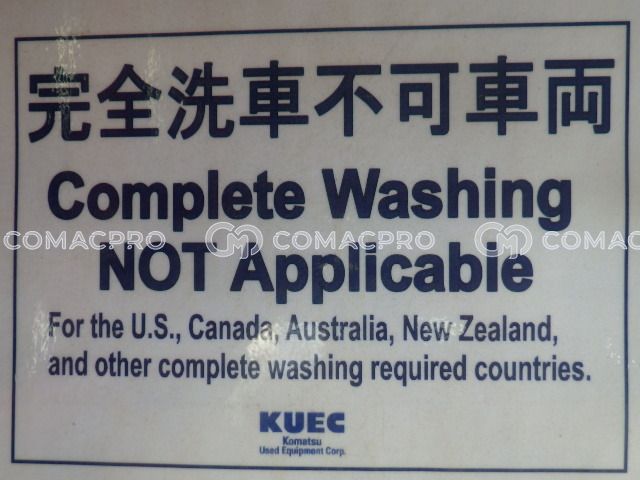 完全洗車不可車両
Complete Washing
COMACPRO COMACPRO COMACPRO
NOT Applicable
For the U.S., Canada, Australia, New Zealand,
and other complete washing required countries.
KUEC
Komatsu
Used Equipment Corp.